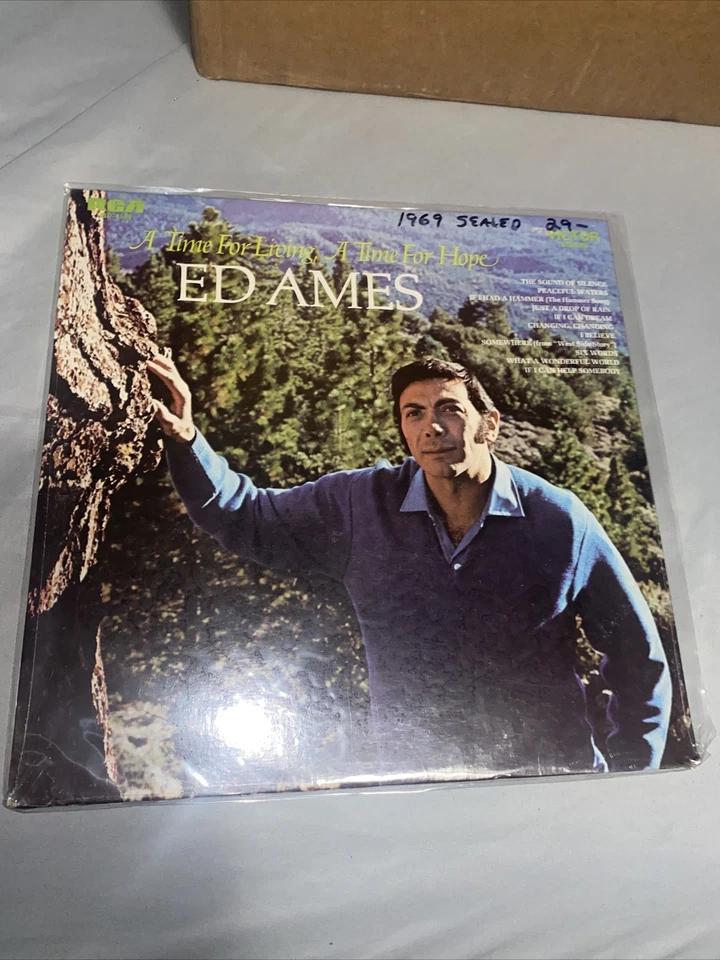 RCA
1969 SEALED 29-
VICTOR
A Time For Living, A Time For Hope
ED AMES
THE SOUND OF SILENCE
PEACEFUL WATERS
IF I HAD A HAMMER (The Hammer Song)
JUST A DROP OF RAIN
IF I CAN DREAM
CHANGING, CHANGING
I BELIEVE
SOMEWHERE (from "West Side Story")
SIX WORDS
WHAT A WONDERFUL WORLD
IF I CAN HELP SOMEBODY